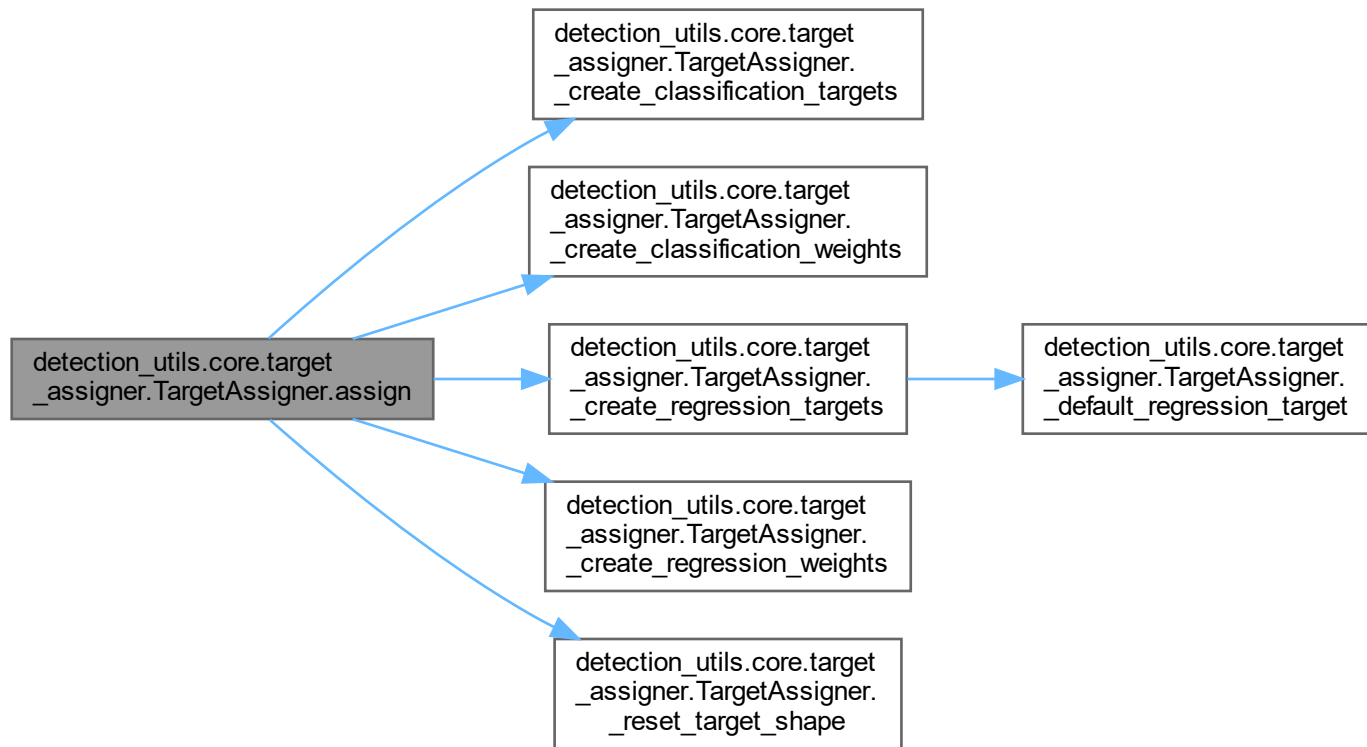 detection_utils.core.target
_assigner.TargetAssigner.
_create_classification_targets
detection_utils.core.target
_assigner.TargetAssigner.
_create_classification_weights
detection_utils.core.target
_assigner.TargetAssigner.assign
detection_utils.core.target
_assigner.TargetAssigner.
_create_regression_targets
detection_utils.core.target
_assigner.TargetAssigner.
_default_regression_target
detection_utils.core.target
_assigner.TargetAssigner.
_create_regression_weights
detection_utils.core.target
_assigner.TargetAssigner.
_reset_target_shape